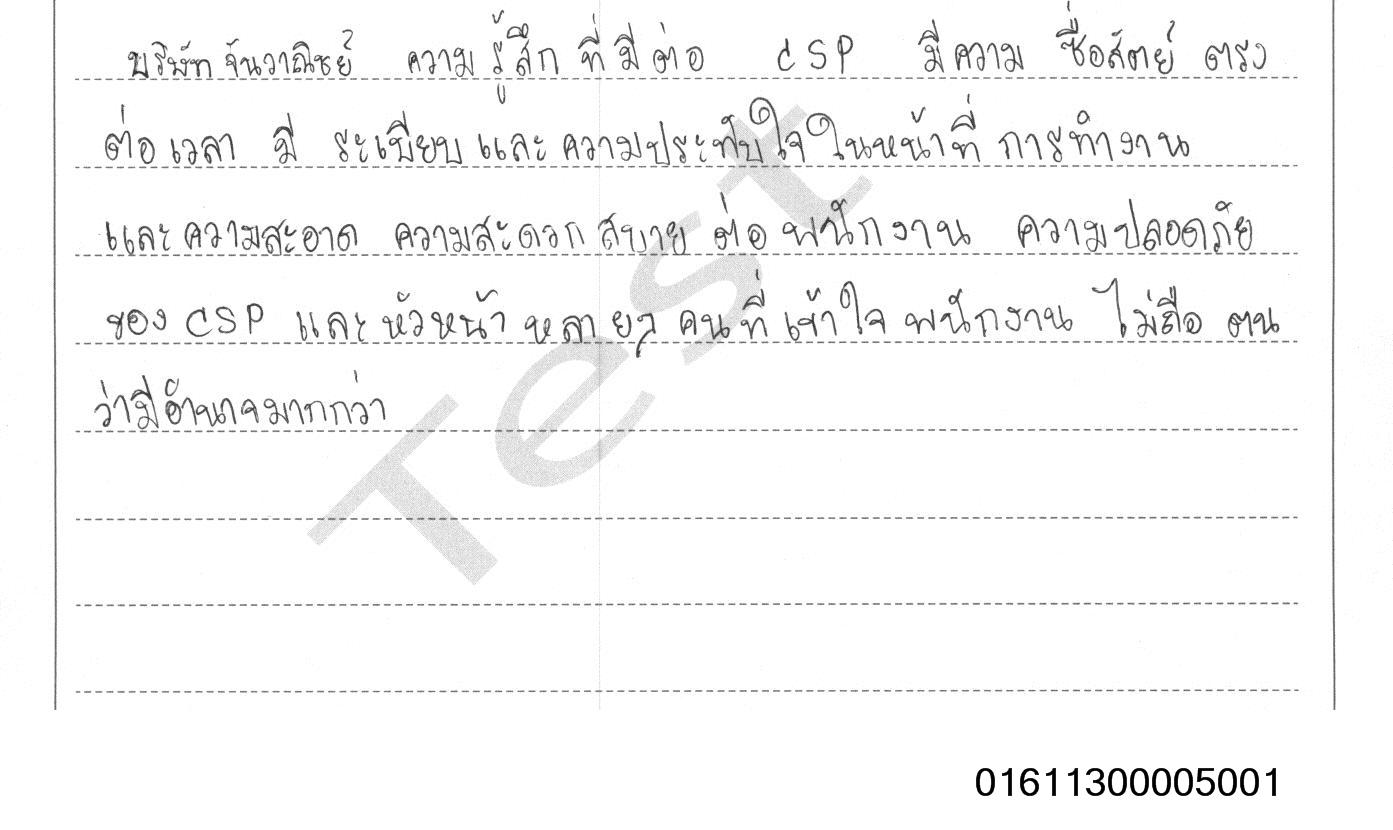 บริษัทจันวาณิชย์ ความรู้สึกที่มีต่อ CSP มีความ ซื่อสัตย์ ตรง
ต่อเวลา มี ระเบียบและความประทับใจในหน้าที่ การทำงาน
และความสะอาด ความสะดวกสบาย ต่อพนักงาน ความปลอดภัย
ของ CSP และหัวหน้า หลายๆ คนที่เข้าใจ พนักงาน ไม่ถือ ตน
ว่ามีอำนาจมากกว่า
Test
01611300005001